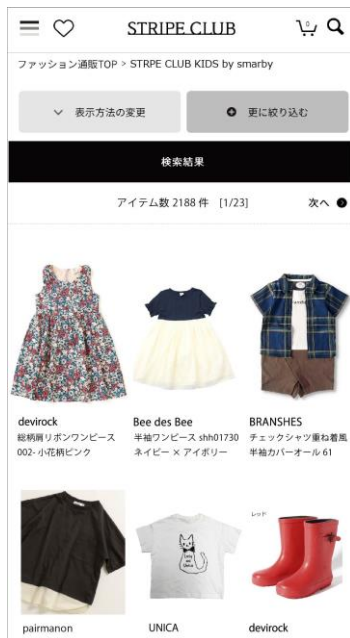 STRIPE CLUB
0
ファッション通販TOP > STRPE CLUB KIDS by smarby
表示方法の変更
更に絞り込む
検索結果
アイテム数 2188 件 [1/23]
次へ
devirock
総柄肩リボンワンピース
002- 小花柄ピンク
Bee des Bee
半袖ワンピース shh01730
ネイビー × アイボリー
BRANSHES
チェックシャツ重ね着風
半袖カバーオール 61
レッド
pairmanon
UNICA
devirock